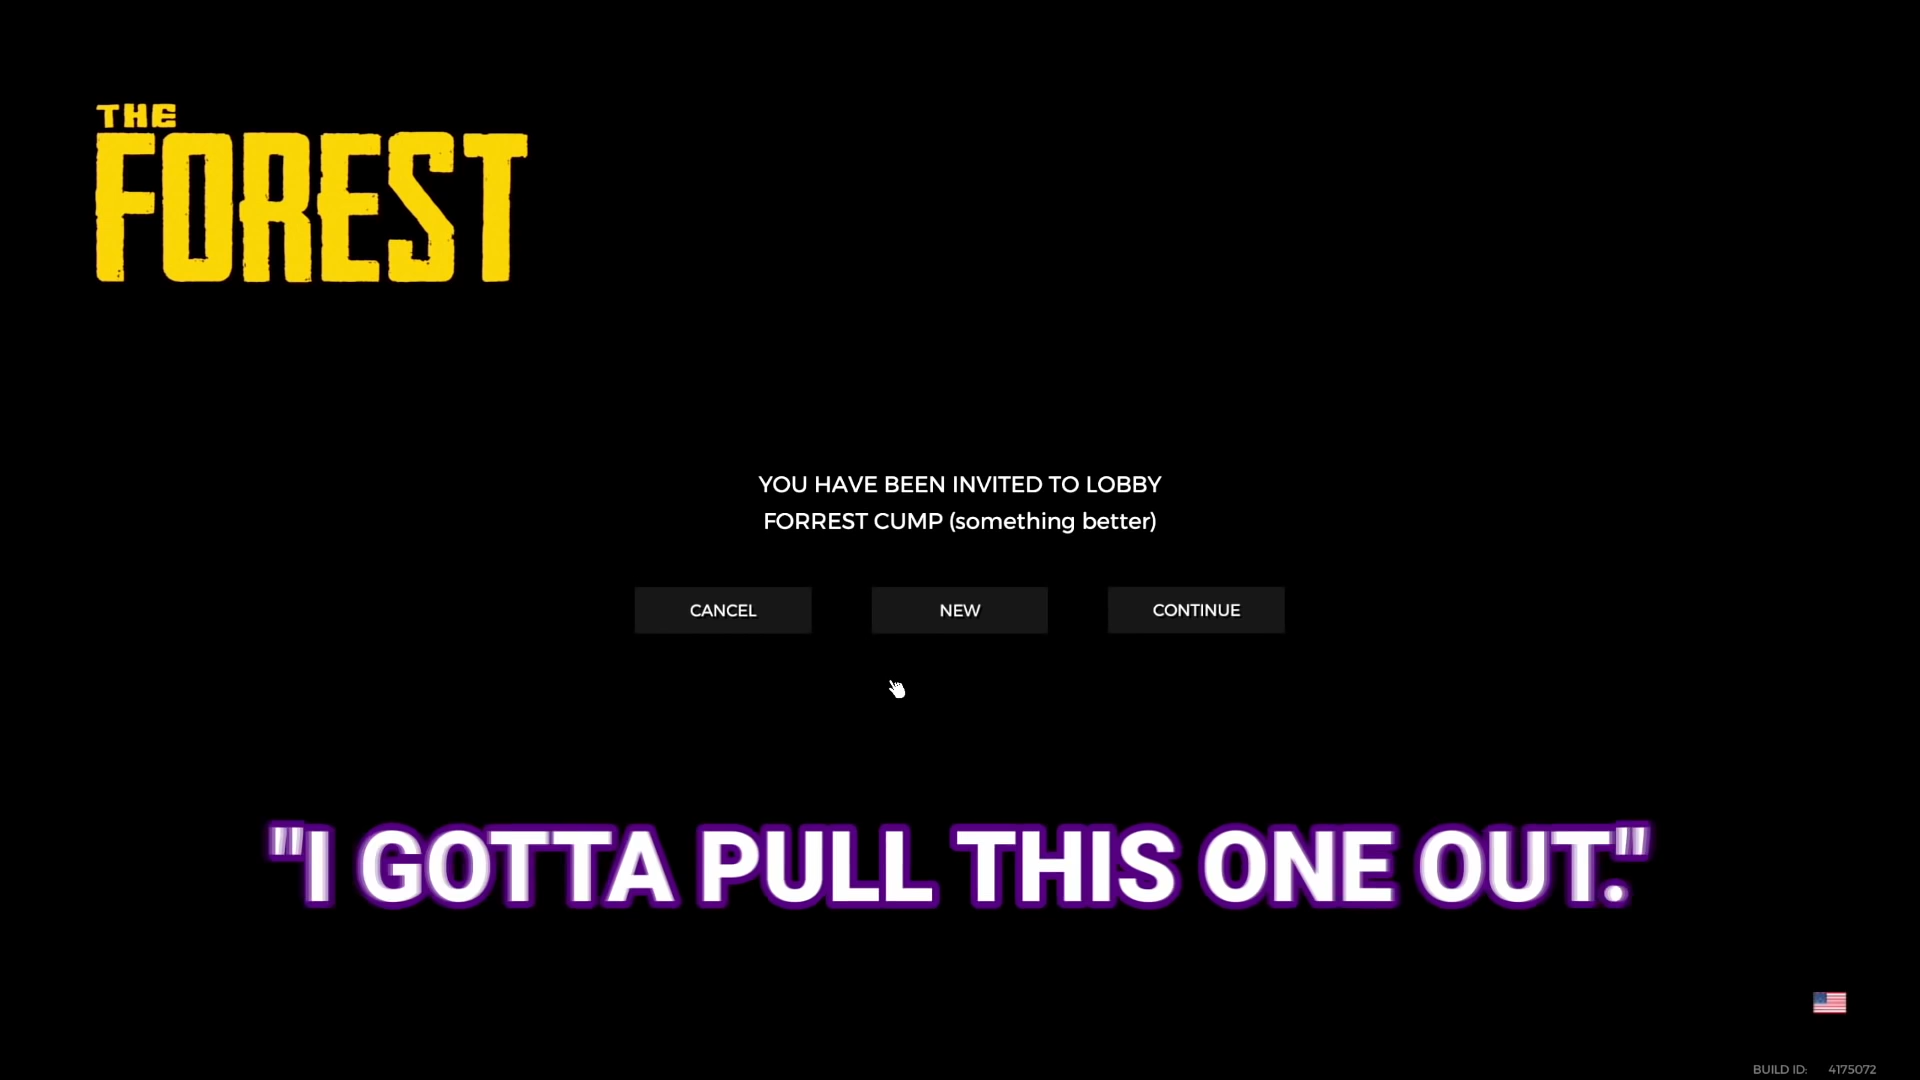 THE
FOREST
YOU HAVE BEEN INVITED TO LOBBY
FORREST CUMP (something better)
CANCEL NEW CONTINUE
"I GOTTA PULL THIS ONE OUT."
BUILD ID: 4175072